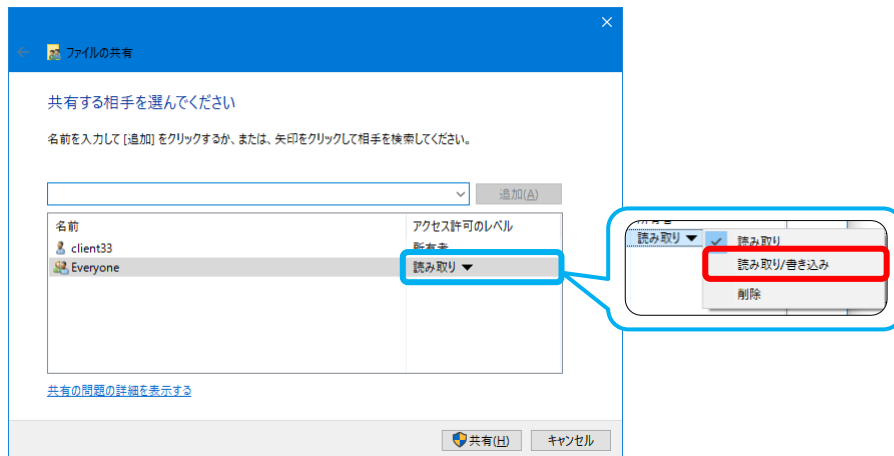 ファイルの共有
共有する相手を選んでください
名前を入力して [追加] をクリックするか、または、矢印をクリックして相手を検索してください。
追加(A)
名前 アクセス許可のレベル
client33 所有者
Everyone 読み取り ▼
読み取り ▼ ✓ 読み取り
読み取り/書き込み
削除
共有の問題の詳細を表示する
共有(H) キャンセル